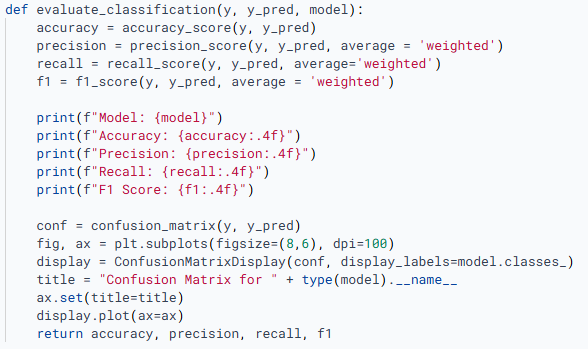 def evaluate_classification(y, y_pred, model):
    accuracy = accuracy_score(y, y_pred)
    precision = precision_score(y, y_pred, average = 'weighted')
    recall = recall_score(y, y_pred, average='weighted')
    f1 = f1_score(y, y_pred, average = 'weighted')

    print(f"Model: {model}")
    print(f"Accuracy: {accuracy:.4f}")
    print(f"Precision: {precision:.4f}")
    print(f"Recall: {recall:.4f}")
    print(f"F1 Score: {f1:.4f}")

    conf = confusion_matrix(y, y_pred)
    fig, ax = plt.subplots(figsize=(8,6), dpi=100)
    display = ConfusionMatrixDisplay(conf, display_labels=model.classes_)
    title = "Confusion Matrix for " + type(model).__name__
    ax.set(title=title)
    display.plot(ax=ax)
    return accuracy, precision, recall, f1